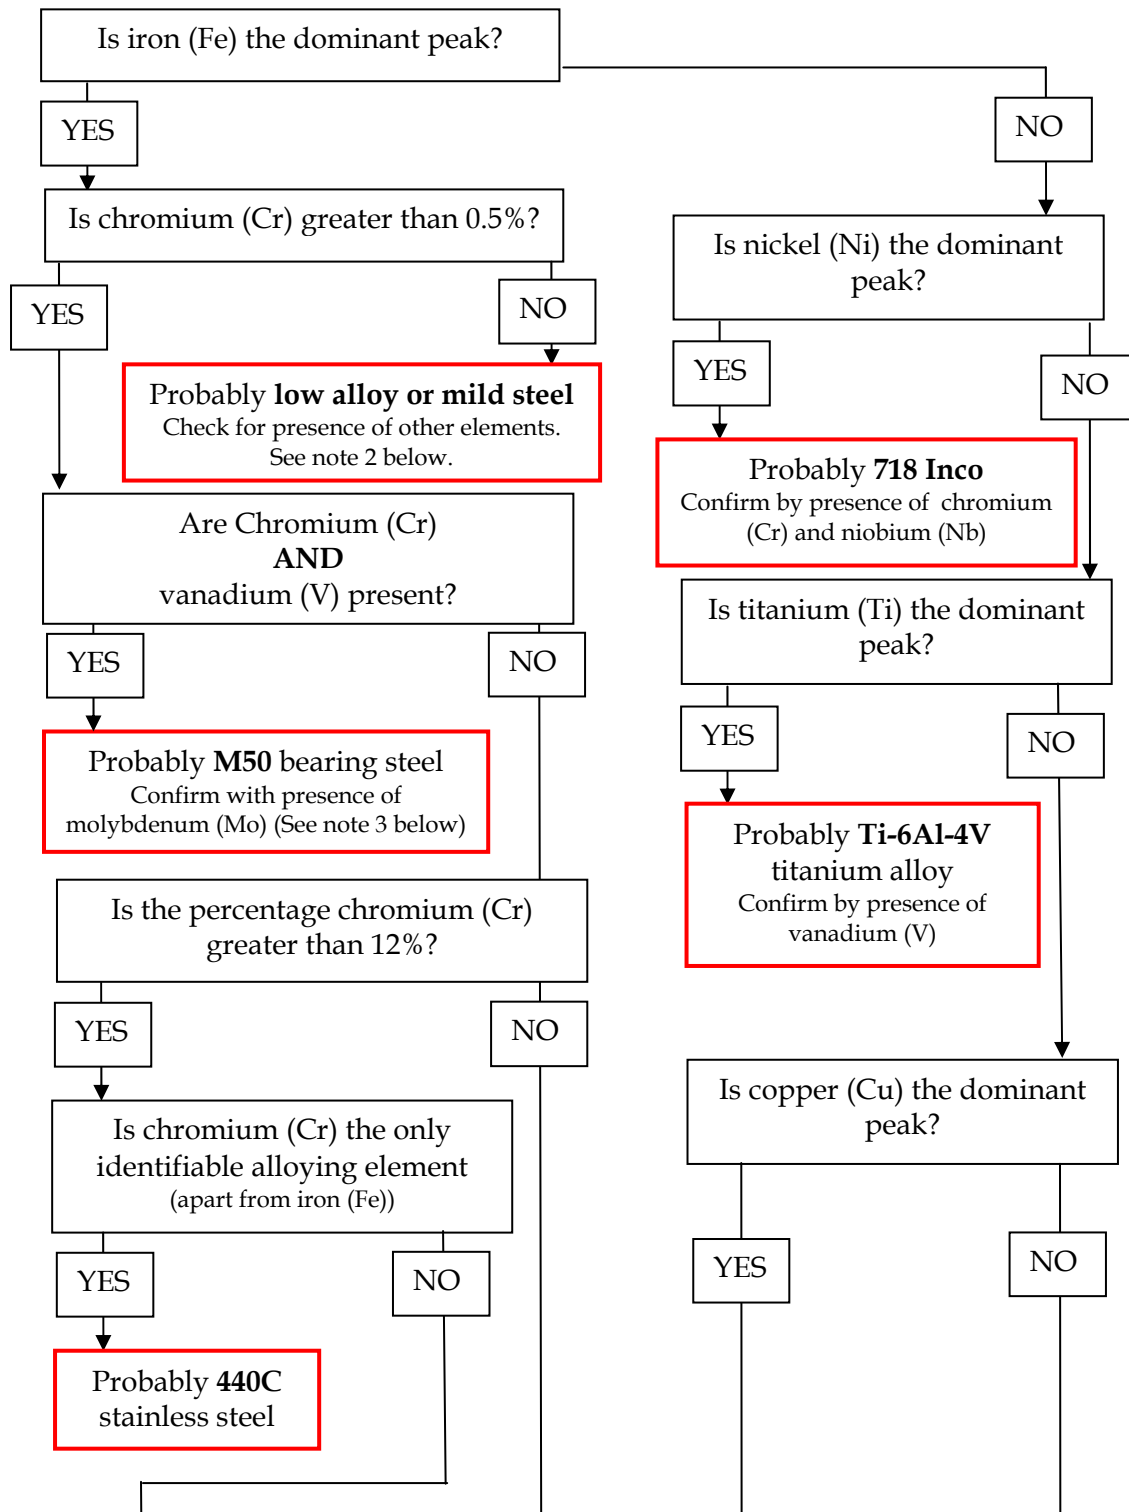 Is iron (Fe) the dominant peak?
YES
NO
Is chromium (Cr) greater than 0.5%?
YES
NO
Is nickel (Ni) the dominant
peak?
YES
NO
Probably low alloy or mild steel
Check for presence of other elements.
See note 2 below.
Probably 718 Inco
Confirm by presence of chromium
(Cr) and niobium (Nb)
Are Chromium (Cr)
AND
vanadium (V) present?
YES
NO
Is titanium (Ti) the dominant
peak?
YES
NO
Probably M50 bearing steel
Confirm with presence of
molybdenum (Mo) (See note 3 below)
Probably Ti-6Al-4V
titanium alloy
Confirm by presence of
vanadium (V)
Is the percentage chromium (Cr)
greater than 12%?
YES
NO
Is copper (Cu) the dominant
peak?
YES
NO
Is chromium (Cr) the only
identifiable alloying element
(apart from iron (Fe))
YES
NO
Probably 440C
stainless steel